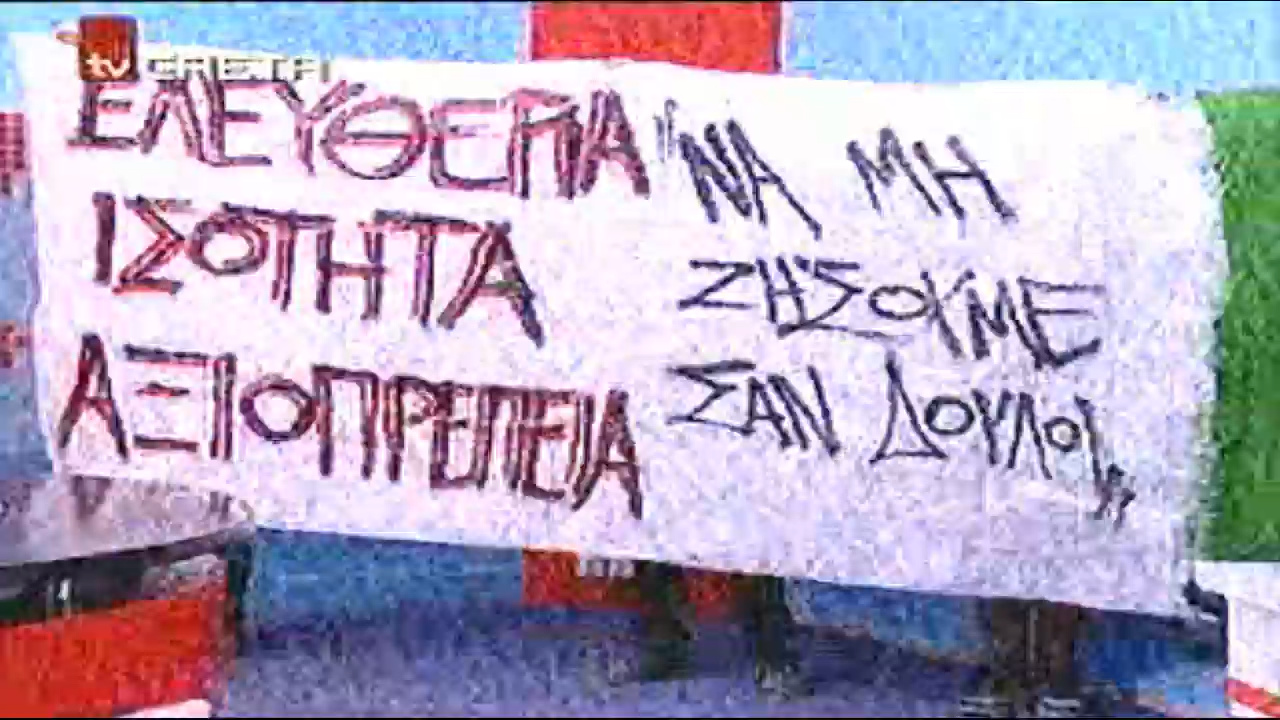 tv CRETA
ΕΛΕΥΘΕΡΙΑ
ΙΣΟΤΗΤΑ
ΑΞΙΟΠΡΕΠΕΙΑ
"ΝΑ ΜΗ
ΖΗΣΟΥΜΕ
ΣΑΝ ΔΟΥΛΟΙ"